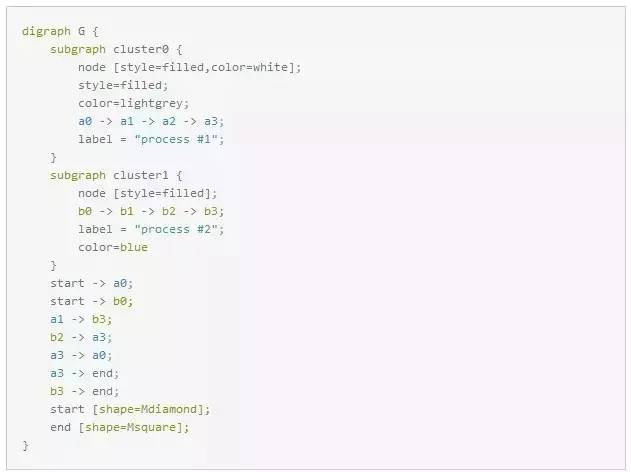 digraph G {
    subgraph cluster0 {
        node [style=filled,color=white];
        style=filled;
        color=lightgrey;
        a0 -> a1 -> a2 -> a3;
        label = "process #1";
    }
    subgraph cluster1 {
        node [style=filled];
        b0 -> b1 -> b2 -> b3;
        label = "process #2";
        color=blue
    }
    start -> a0;
    start -> b0;
    a1 -> b3;
    b2 -> a3;
    a3 -> a0;
    a3 -> end;
    b3 -> end;
    start [shape=Mdiamond];
    end [shape=Msquare];
}